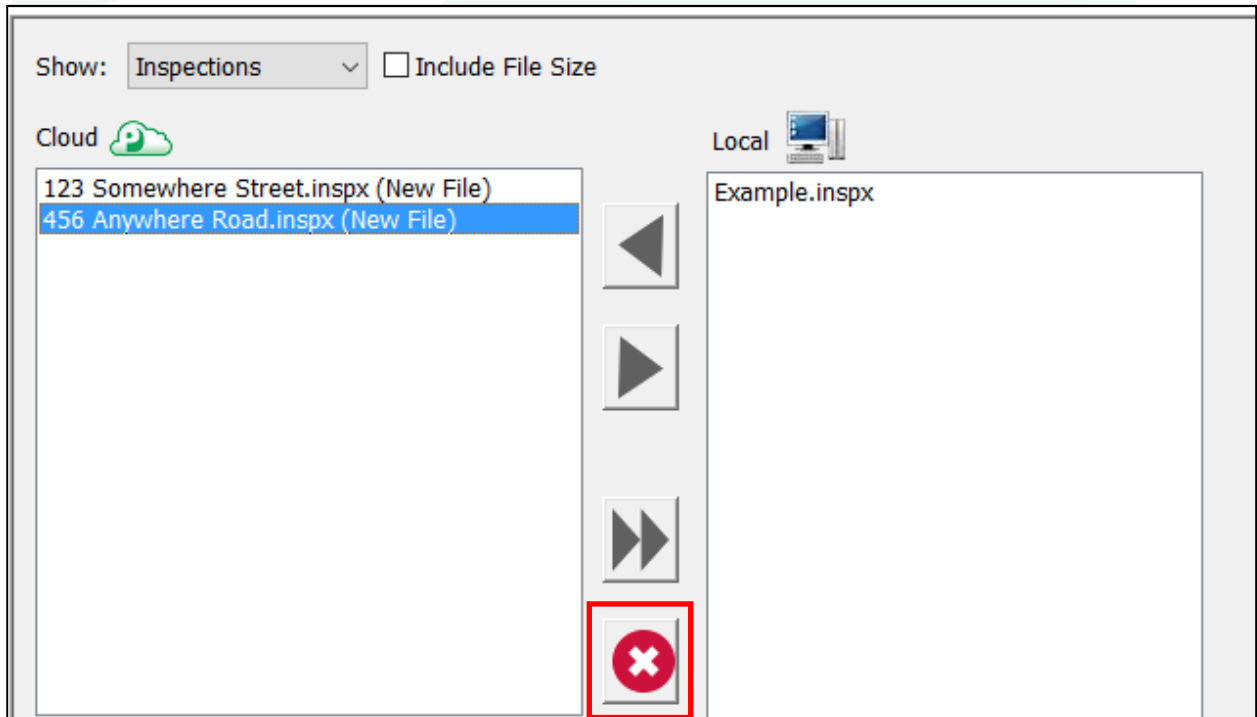 Show: Inspections Include File Size
Cloud
Local
123 Somewhere Street.inspx (New File)
456 Anywhere Road.inspx (New File)
Example.inspx